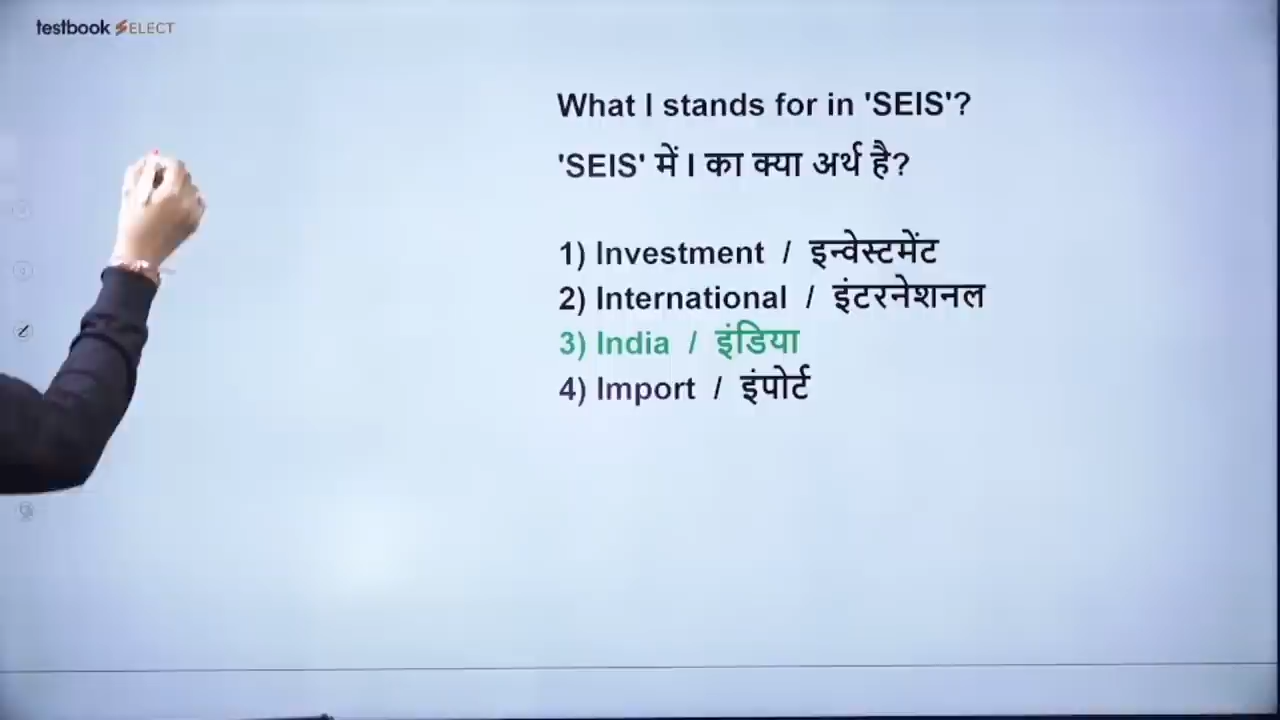 testbook SELECT
What I stands for in 'SEIS'?
'SEIS' में I का क्या अर्थ है?
1) Investment / इन्वेस्टमेंट
2) International / इंटरनेशनल
3) India / इंडिया
4) Import / इंपोर्ट